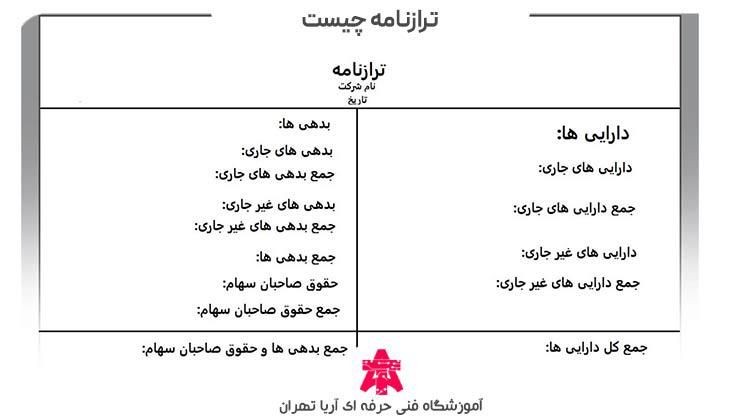 ترازنامه چیست
ترازنامه
نام شرکت
تاریخ
دارایی ها:
دارایی های جاری:
جمع دارایی های جاری:
دارایی های غیر جاری:
جمع دارایی های غیر جاری:
جمع کل دارایی ها:
بدهی ها:
بدهی های جاری:
جمع بدهی های جاری:
بدهی های غیر جاری:
جمع بدهی های غیر جاری:
جمع بدهی ها:
حقوق صاحبان سهام:
جمع حقوق صاحبان سهام:
جمع بدهی ها و حقوق صاحبان سهام:
آموزشگاه فنی حرفه ای آریا تهران